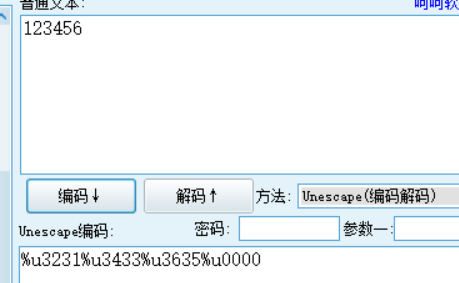 普通文本:
呵呵软
123456
编码↓ 解码↑ 方法: Unescape(编码解码)
Unescape编码: 密码: 参数一:
%u3231%u3433%u3635%u0000